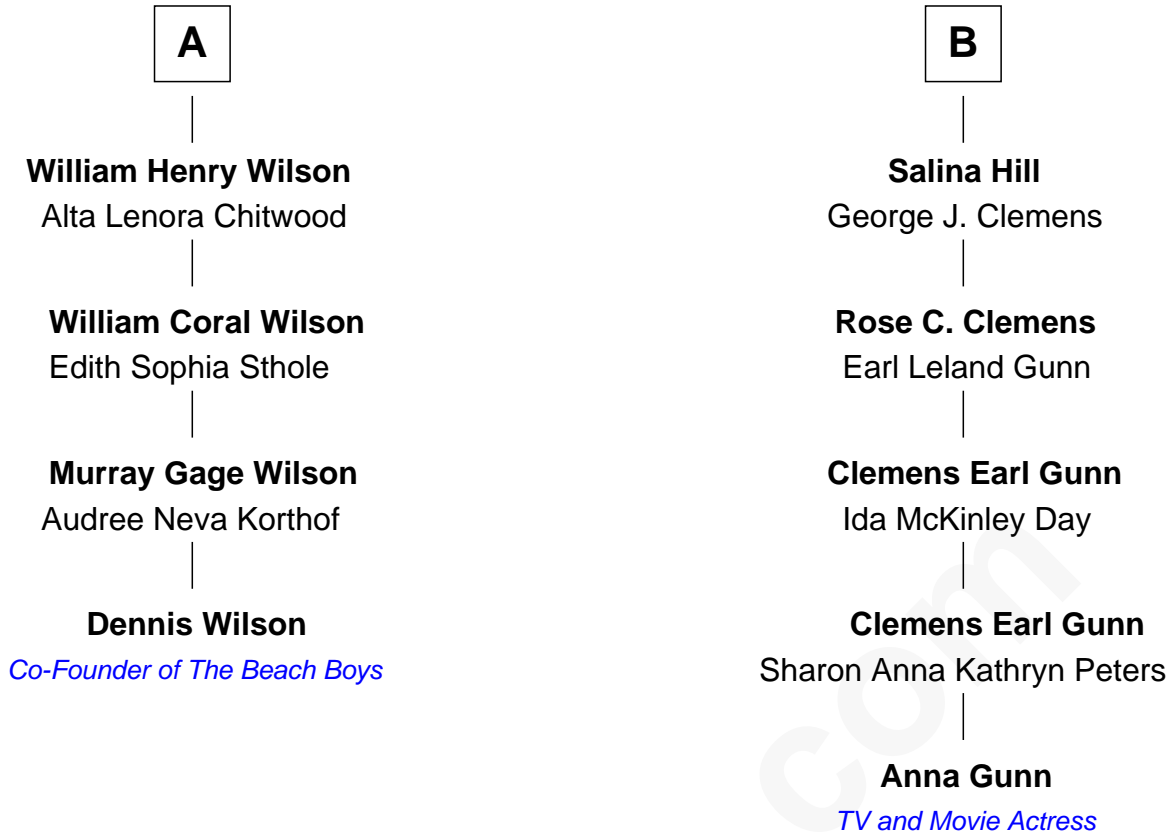 A
William Henry Wilson
Alta Lenora Chitwood
William Coral Wilson
Edith Sophia Sthole
Murray Gage Wilson
Audree Neva Korthof
Dennis Wilson
Co-Founder of The Beach Boys
B
Salina Hill
George J. Clemens
Rose C. Clemens
Earl Leland Gunn
Clemens Earl Gunn
Ida McKinley Day
Clemens Earl Gunn
Sharon Anna Kathryn Peters
Anna Gunn
TV and Movie Actress
com